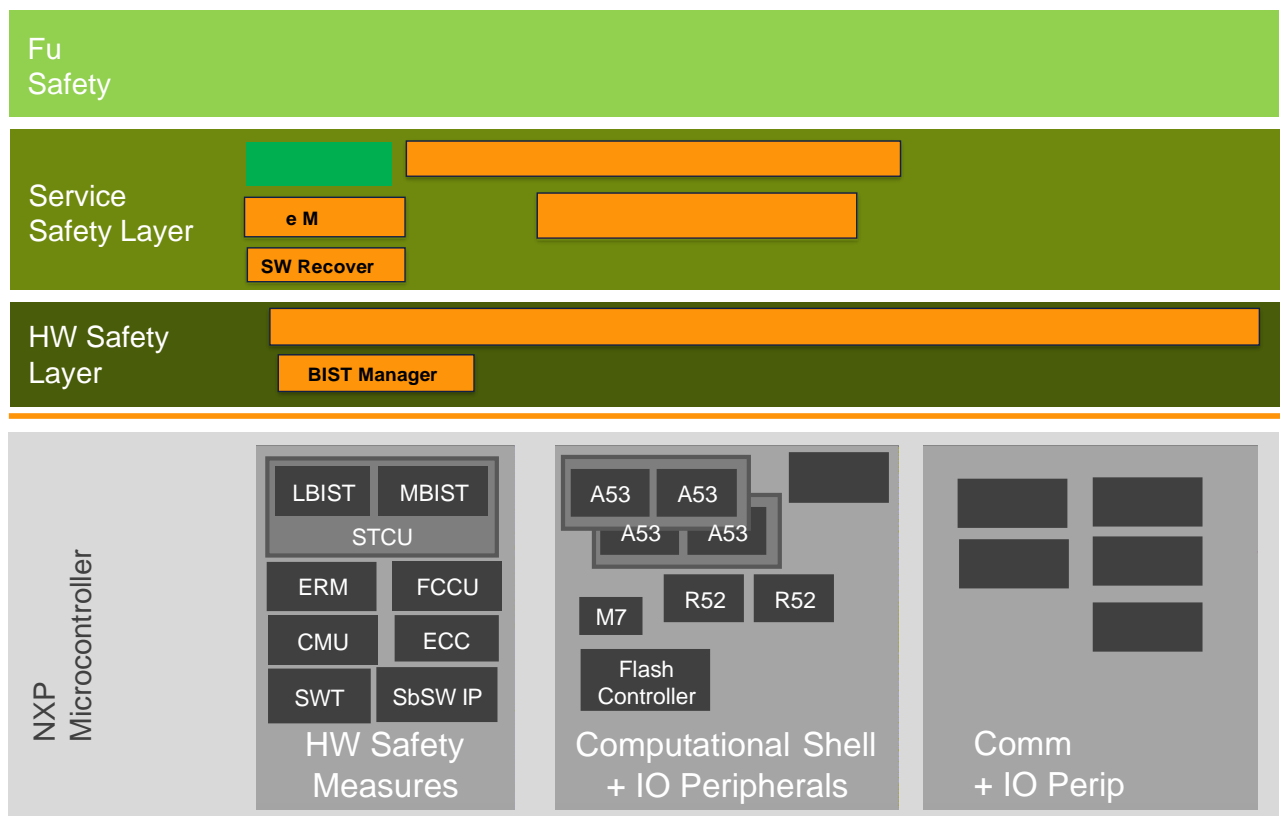 Fu
Safety
Service
Safety Layer
e M
SW Recover
HW Safety
Layer
BIST Manager
NXP
Microcontroller
LBIST
MBIST
STCU
ERM
FCCU
CMU
ECC
SWT
SbSW IP
HW Safety
Measures
A53
A53
A53
A53
R52
R52
M7
Flash
Controller
Computational Shell
+ IO Peripherals
Comm
+ IO Perip